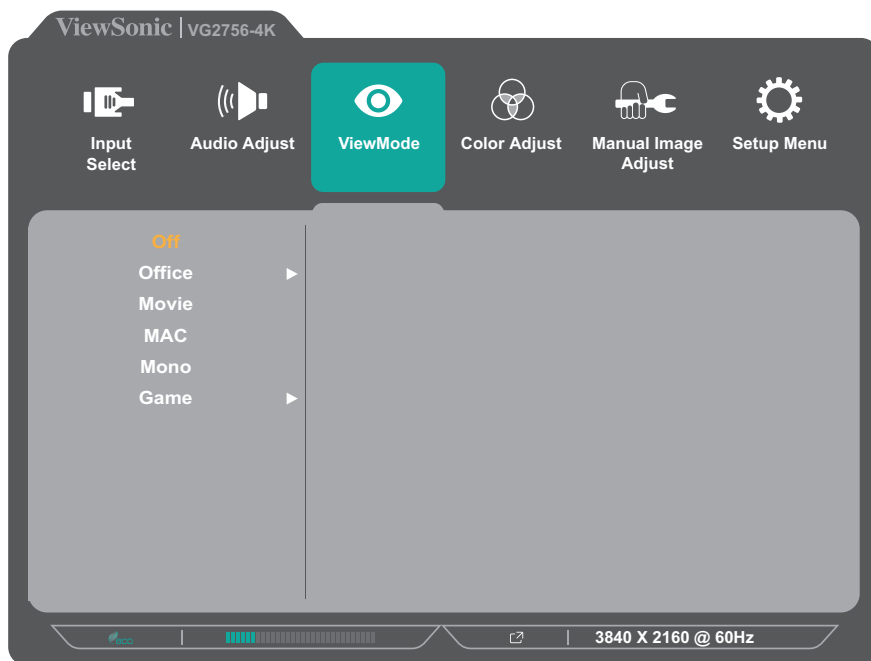 ViewSonic | VG2756-4K
Input Select
Audio Adjust
ViewMode
Color Adjust
Manual Image Adjust
Setup Menu
Off
Office
Movie
MAC
Mono
Game
eco
3840 X 2160 @ 60Hz